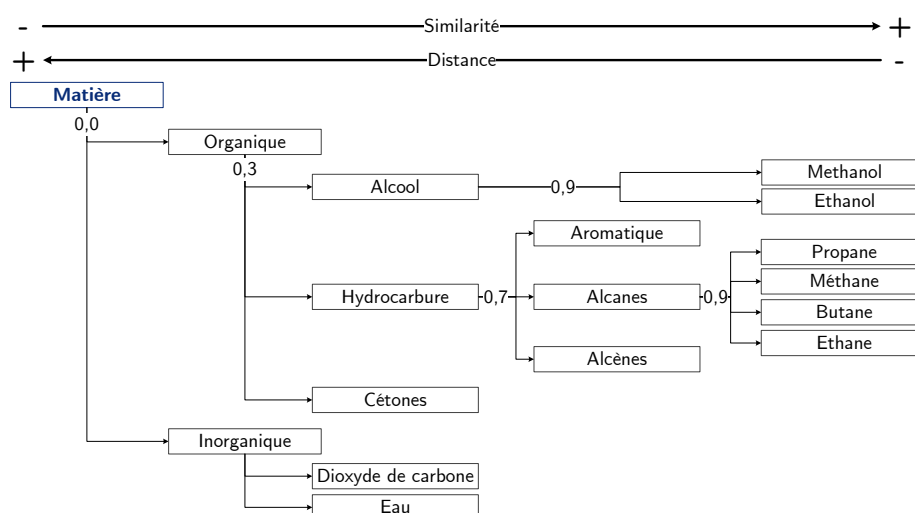 - Similarité +
+ Distance -
Matière
0,0
Organique
0,3
Alcool
0,9
Methanol
Ethanol
Aromatique
Hydrocarbure
0,7
Alcanes
0,9
Propane
Méthane
Butane
Ethane
Alcènes
Cétones
Inorganique
Dioxyde de carbone
Eau